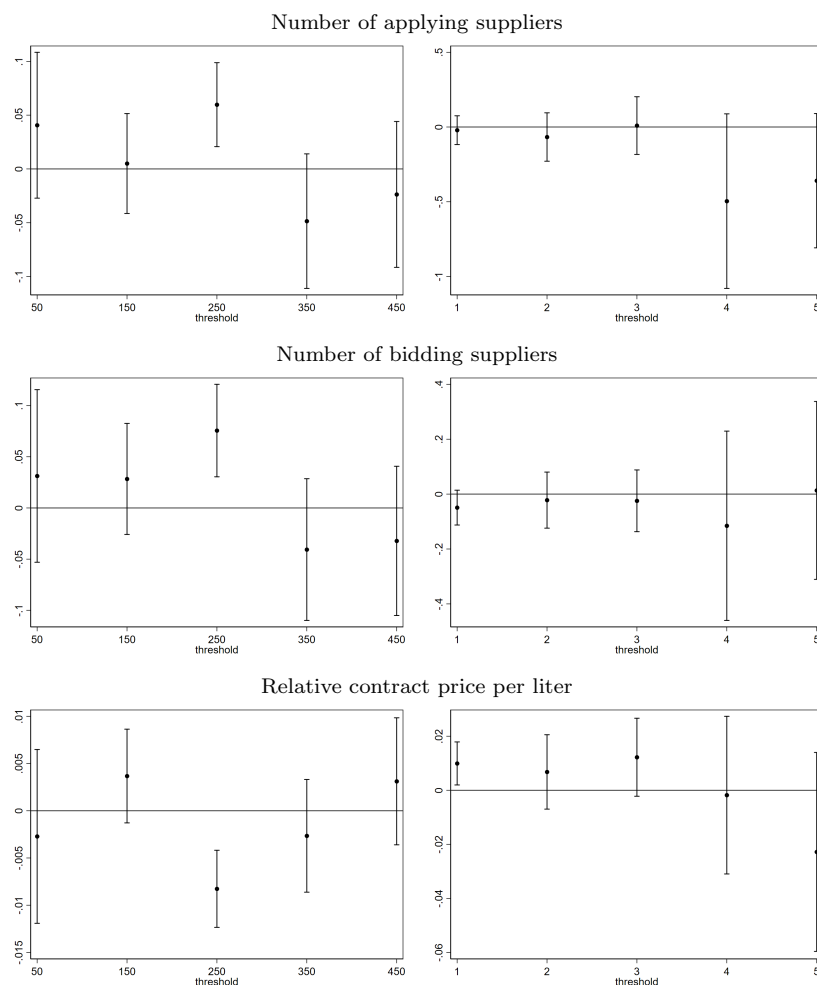 Number of applying suppliers
.1
.05
0
-.05
-.1
50 150 250 350 450
threshold
.5
0
-.5
-1
1 2 3 4 5
threshold
Number of bidding suppliers
.1
.05
0
-.05
-.1
50 150 250 350 450
threshold
.4
.2
0
-.2
-.4
1 2 3 4 5
threshold
Relative contract price per liter
.01
.005
0
-.005
-.01
-.015
50 150 250 350 450
threshold
.02
0
-.02
-.04
-.06
1 2 3 4 5
threshold